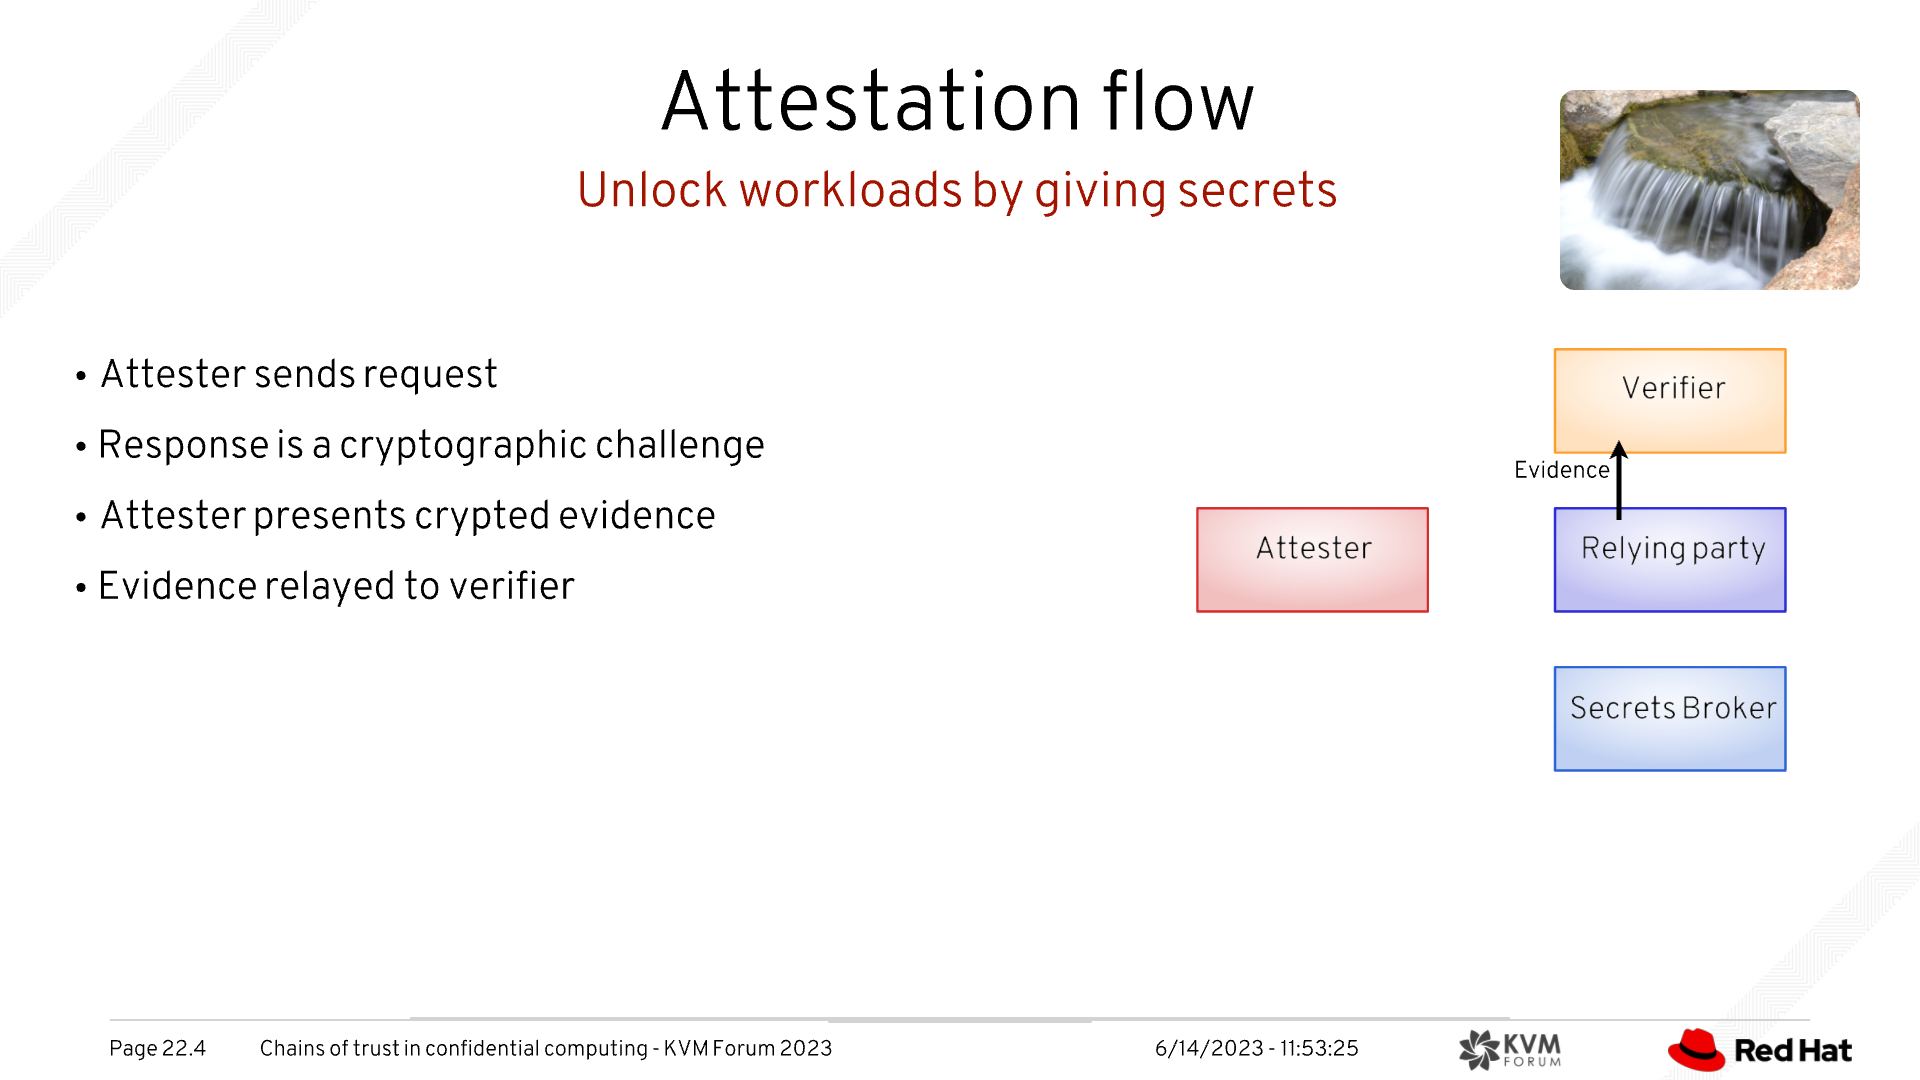 Attestation flow
Unlock workloads by giving secrets
• Attester sends request
• Response is a cryptographic challenge
• Attester presents crypted evidence
• Evidence relayed to verifier
Verifier
Evidence
Attester
Relying party
Secrets Broker
Page 22.4
Chains of trust in confidential computing - KVM Forum 2023
6/14/2023 - 11:53:25
KVM
FORUM
Red Hat